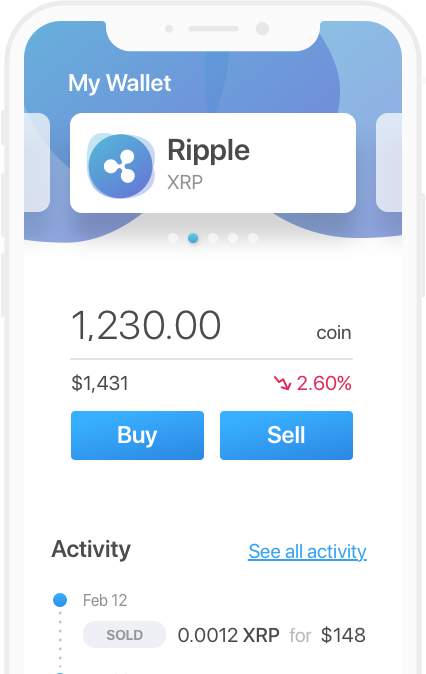 My Wallet
Ripple
XRP
1,230.00 coin
$1,431 2.60%
Buy Sell
Activity See all activity
Feb 12
SOLD 0.0012 XRP for $148